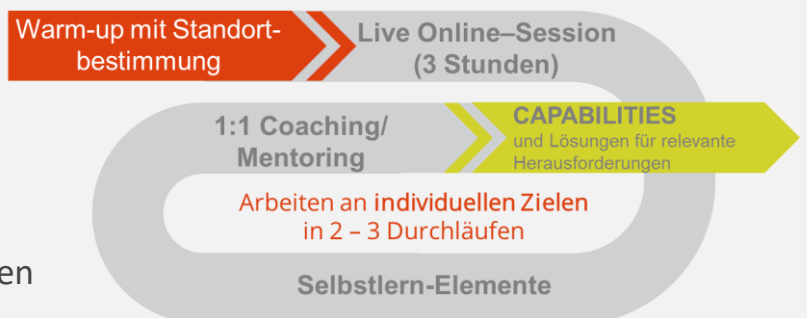 Warm-up mit Standort-
bestimmung
Live Online–Session
(3 Stunden)
1:1 Coaching/
Mentoring
CAPABILITIES
und Lösungen für relevante
Herausforderungen
Arbeiten an individuellen Zielen
in 2 – 3 Durchläufen
en
Selbstlern-Elemente